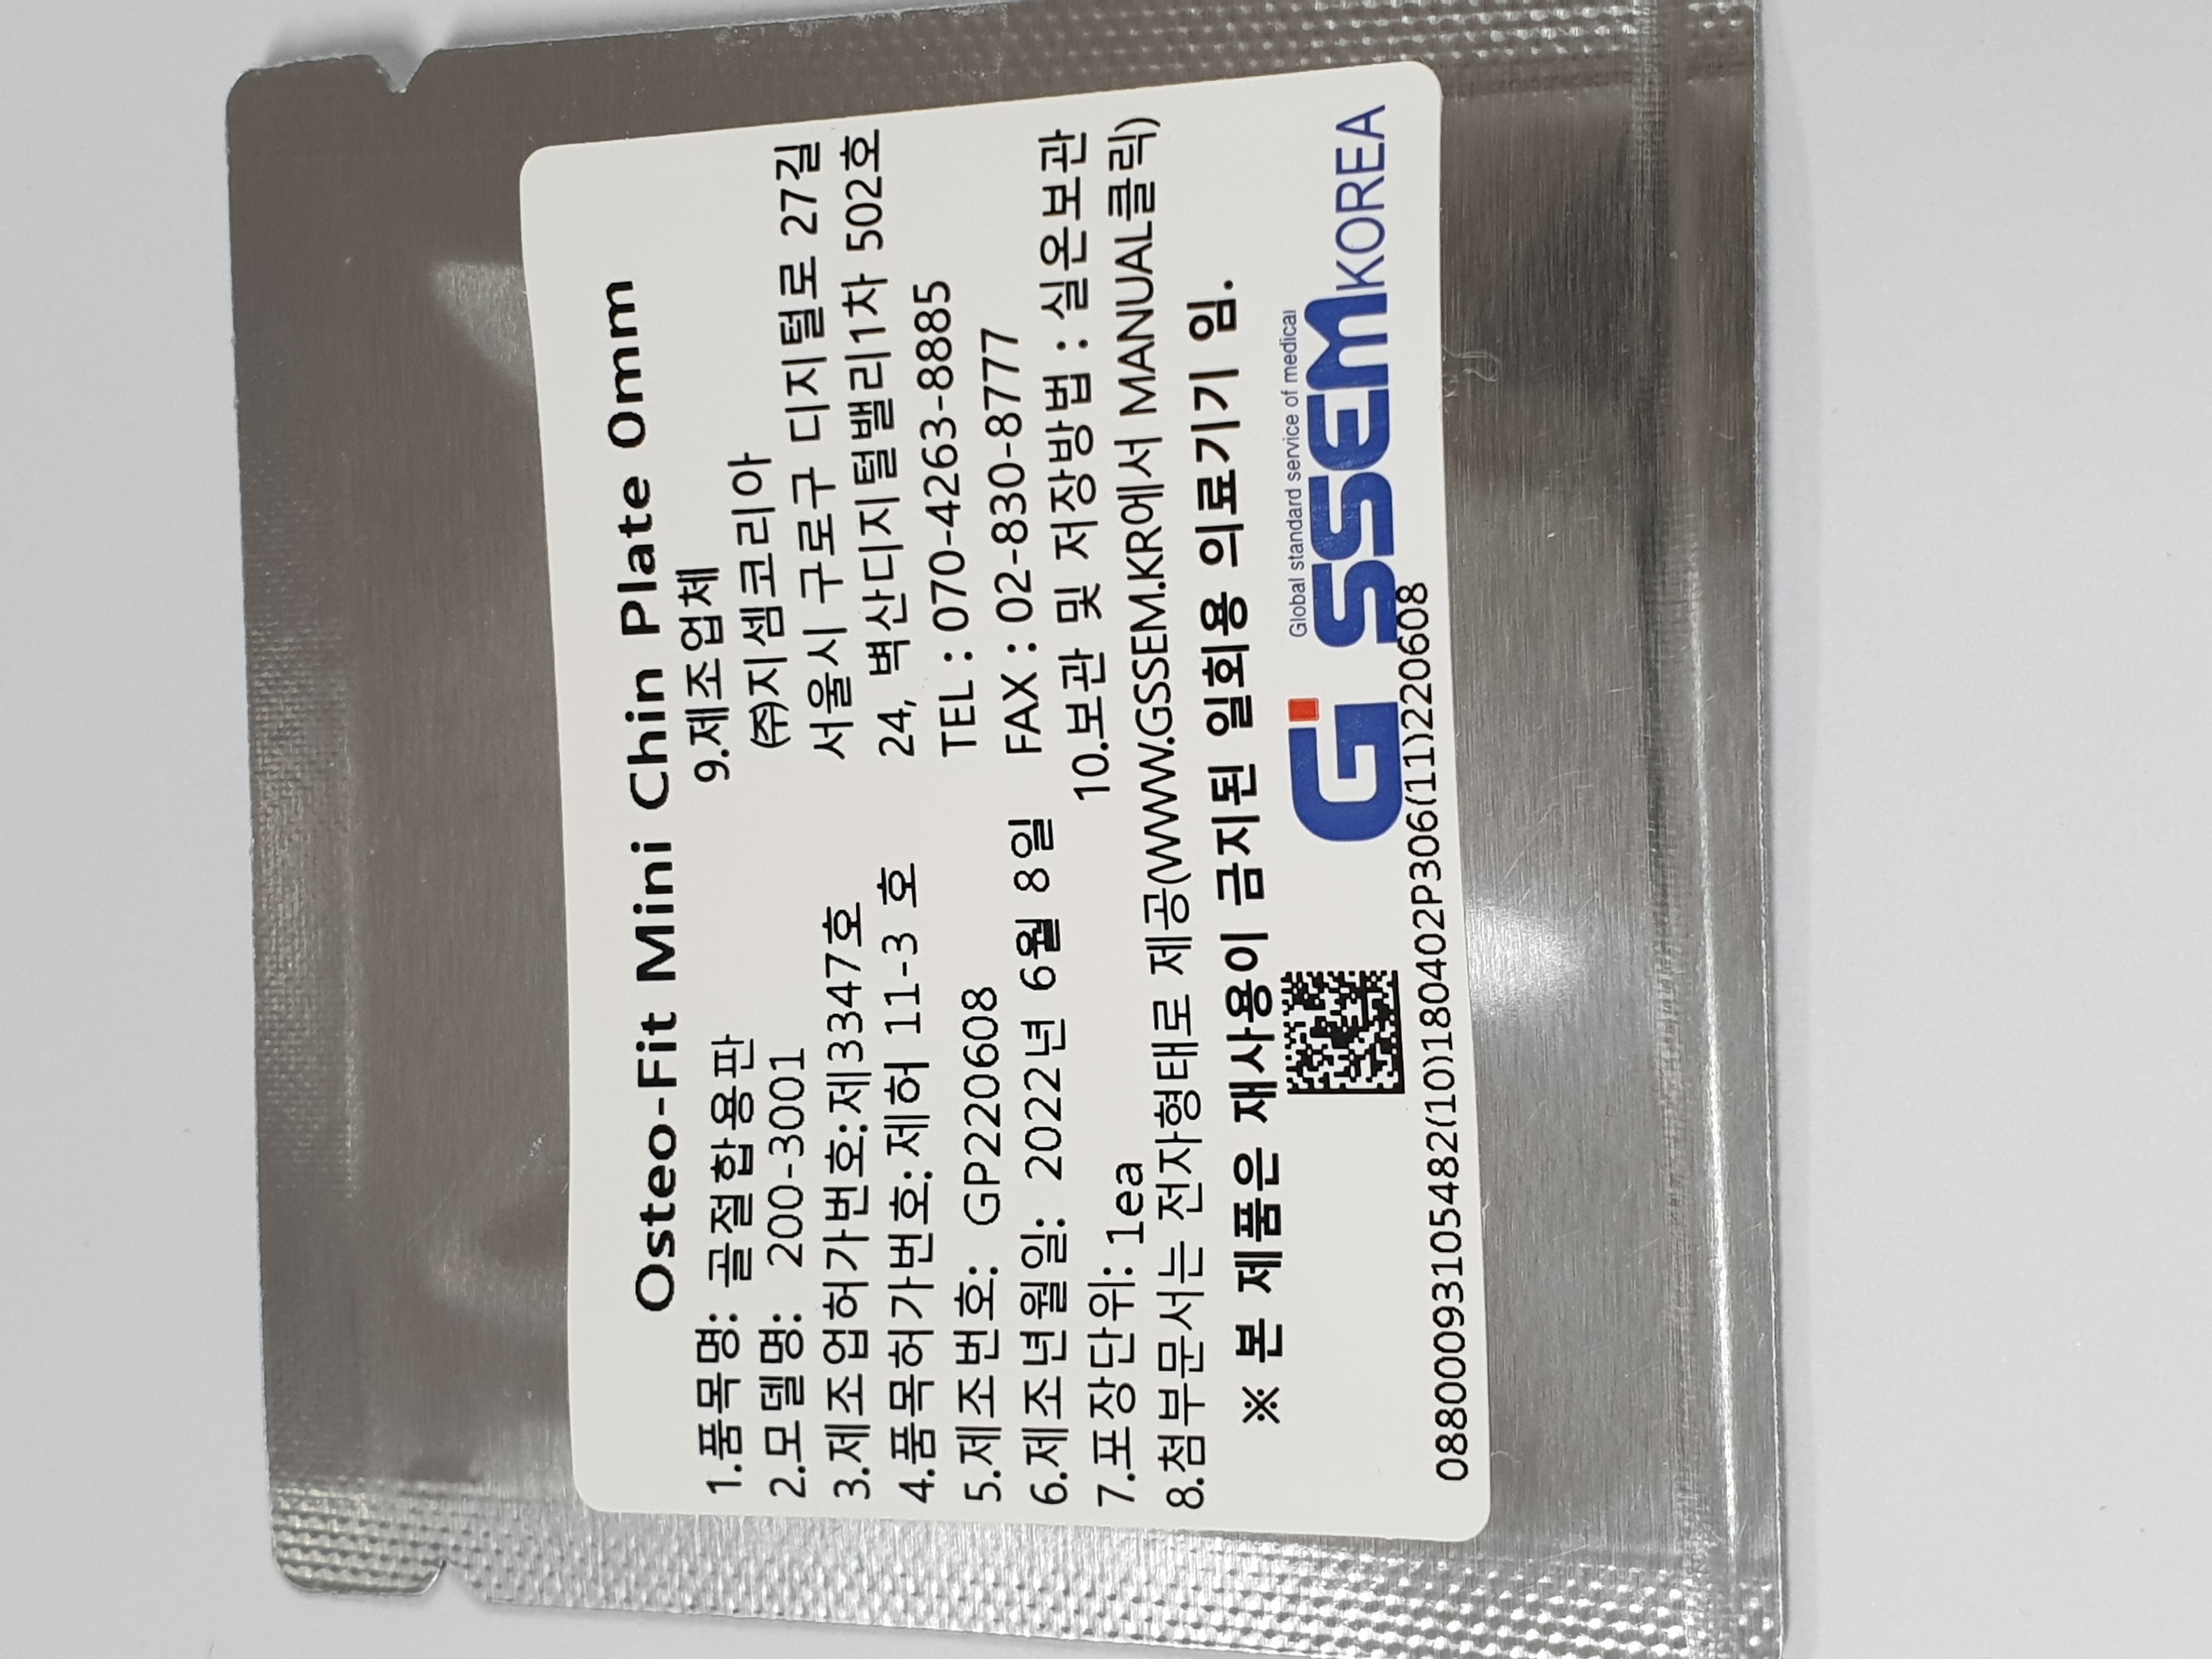 Osteo-Fit Mini Chin Plate 0mm
1.품목명: 골절합용판
2.모델명: 200-3001
3.제조업허가번호:제3347호
4.품목허가번호:제허 11-3 호
5.제조번호: GP220608
6.제조년월일: 2022년 6월 8일
7.포장단위: 1ea
8.첨부문서는 전자형태로 제공(WWW.GSSEM.KR에서 MANUAL클릭)
9.제조업체
㈜지셈코리아
서울시 구로구 디지털로 27길
24, 벽산디지털밸리1차 502호
TEL : 070-4263-8885
FAX : 02-830-8777
10.보관 및 저장방법 : 실온보관
※ 본 제품은 재사용이 금지된 일회용 의료기기 임.
Global standard service of medical
GSSEM KOREA
08800093105482(10)180402P306(11)220608